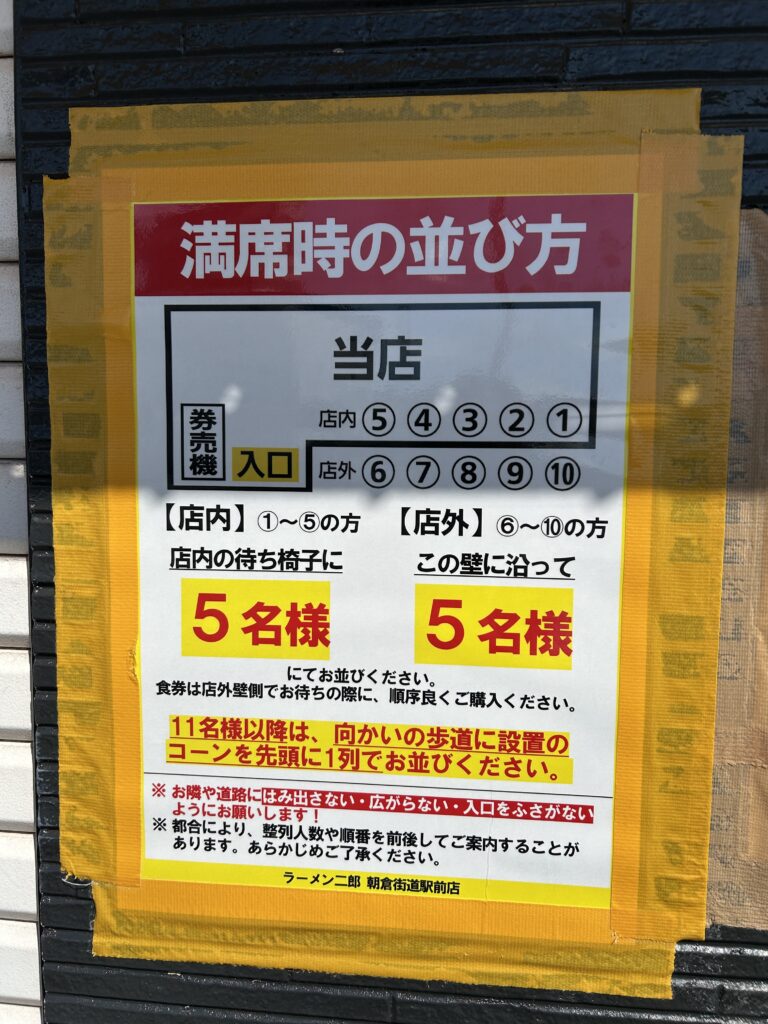 満席時の並び方
当店
券売機
入口
店内 ⑤ ④ ③ ② ①
店外 ⑥ ⑦ ⑧ ⑨ ⑩
【店内】①～⑤の方
店内の待ち椅子に
5名様
【店外】⑥～⑩の方
この壁に沿って
5名様
にてお並びください。
食券は店外壁側でお待ちの際に、順序良くご購入ください。
11名様以降は、向かいの歩道に設置の
コーンを先頭に1列でお並びください。
※ お隣や道路にはみ出さない・広がらない・入口をふさがない
ようにお願いします！
※ 都合により、整列人数や順番を前後してご案内することが
あります。あらかじめご了承ください。
ラーメン二郎 朝倉街道駅前店